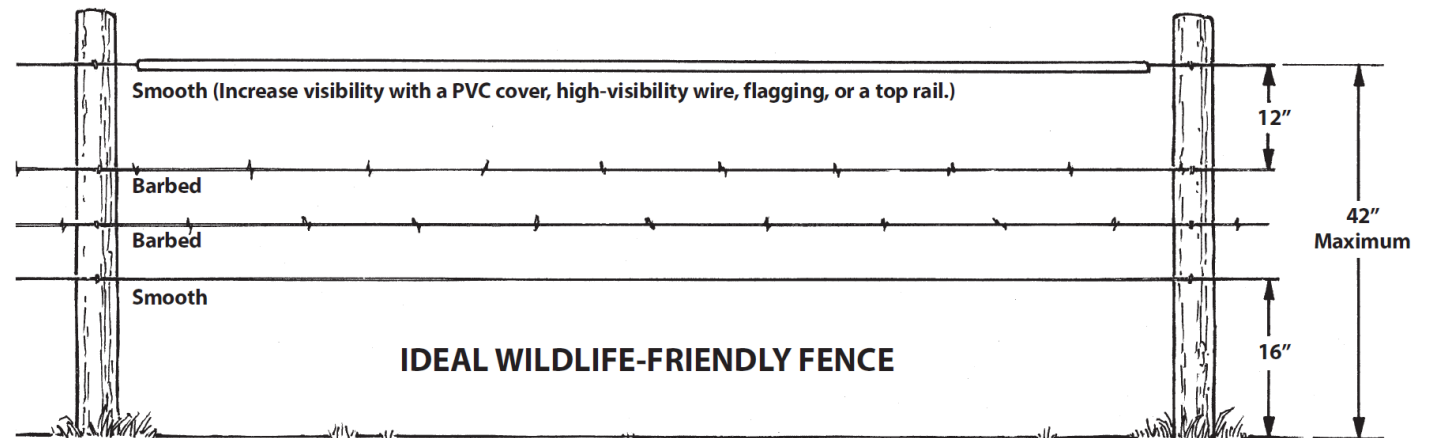 Smooth (Increase visibility with a PVC cover, high-visibility wire, flagging, or a top rail.)
12”
Barbed
42”
Maximum
Barbed
Smooth
16”
IDEAL WILDLIFE-FRIENDLY FENCE